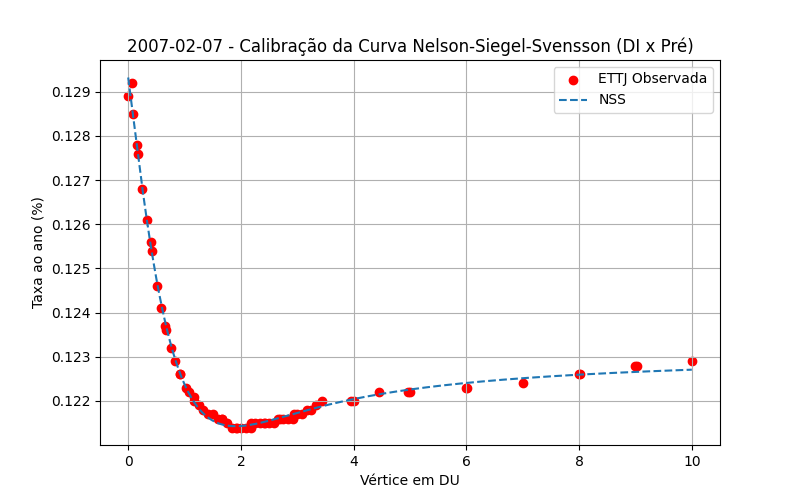 2007-02-07 - Calibração da Curva Nelson-Siegel-Svensson (DI x Pré)
ETTJ Observada
NSS
Taxa ao ano (%)
0.129
0.128
0.127
0.126
0.125
0.124
0.123
0.122
0 2 4 6 8 10
Vértice em DU